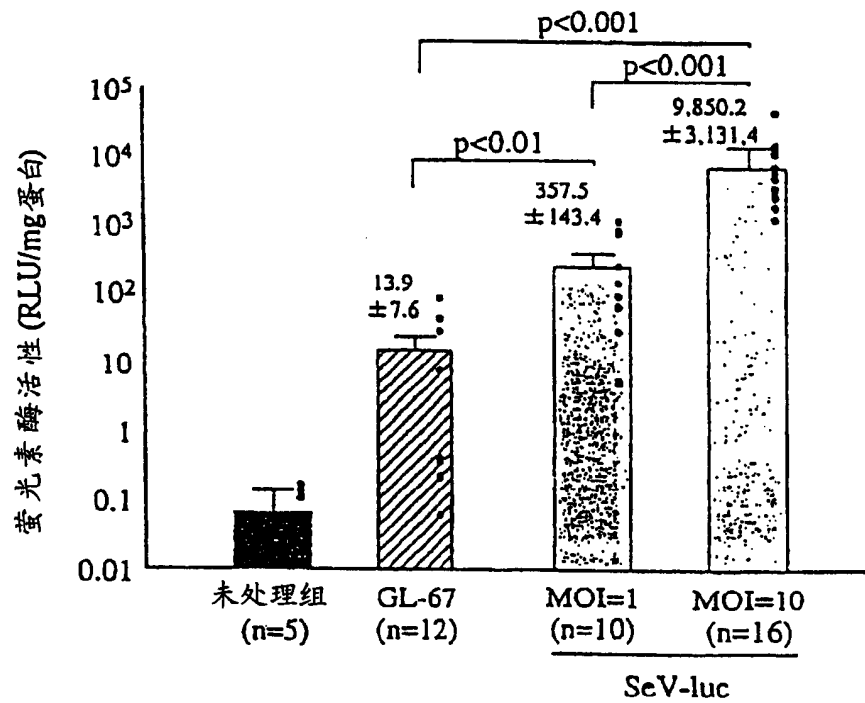 p<0.001
p<0.001
p<0.01
9,850.2
±3,131.4
357.5
±143.4
13.9
±7.6
萤光素酶活性(RLU/mg蛋白)
10⁵
10⁴
10³
10²
10
1
0.1
0.01
未处理组
(n=5)
GL-67
(n=12)
MOI=1
(n=10)
MOI=10
(n=16)
SeV-luc